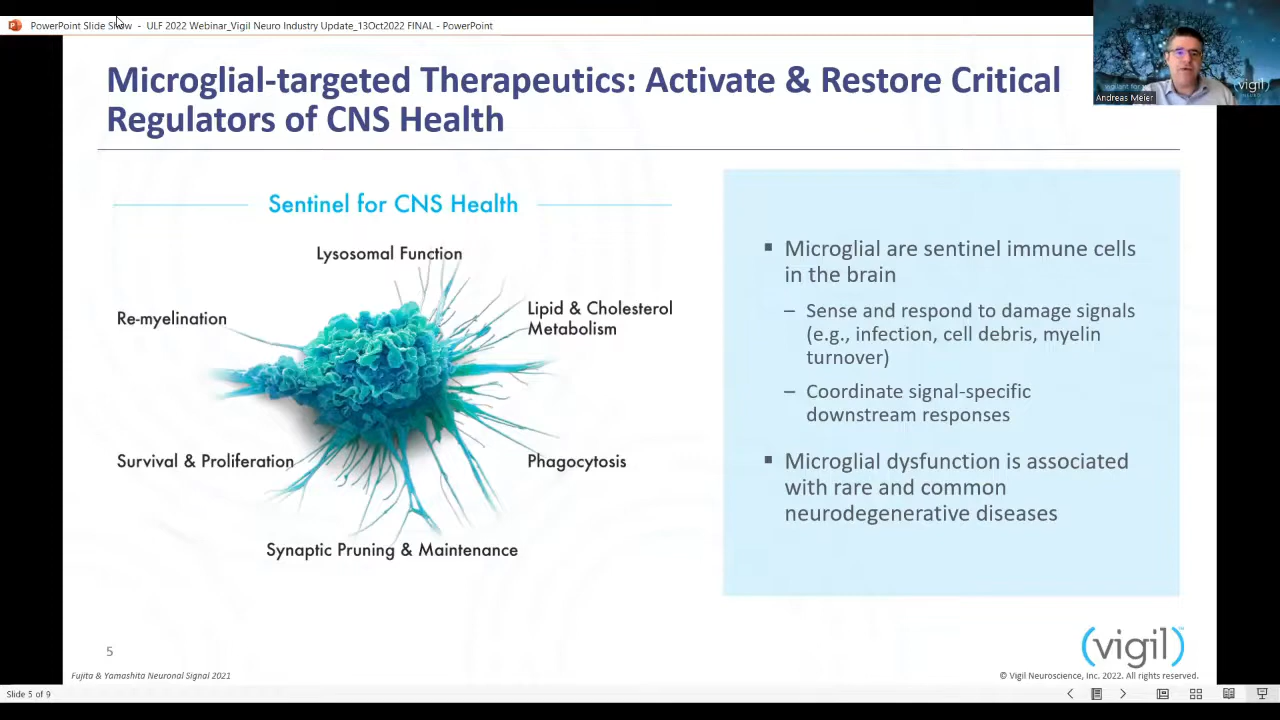 PowerPoint Slide Show - ULF 2022 Webinar_Vigil Neuro Industry Update_13Oct2022 FINAL - PowerPoint
Andreas Meier
Microglial-targeted Therapeutics: Activate & Restore Critical
Regulators of CNS Health
Sentinel for CNS Health
Lysosomal Function
Lipid & Cholesterol
Metabolism
Re-myelination
Survival & Proliferation
Phagocytosis
Synaptic Pruning & Maintenance
▪ Microglial are sentinel immune cells
in the brain
– Sense and respond to damage signals
(e.g., infection, cell debris, myelin
turnover)
– Coordinate signal-specific
downstream responses
▪ Microglial dysfunction is associated
with rare and common
neurodegenerative diseases
5
(vigil)™
Fujita & Yamashita Neuronal Signal 2021
© Vigil Neuroscience, Inc. 2022. All rights reserved.
Slide 5 of 9